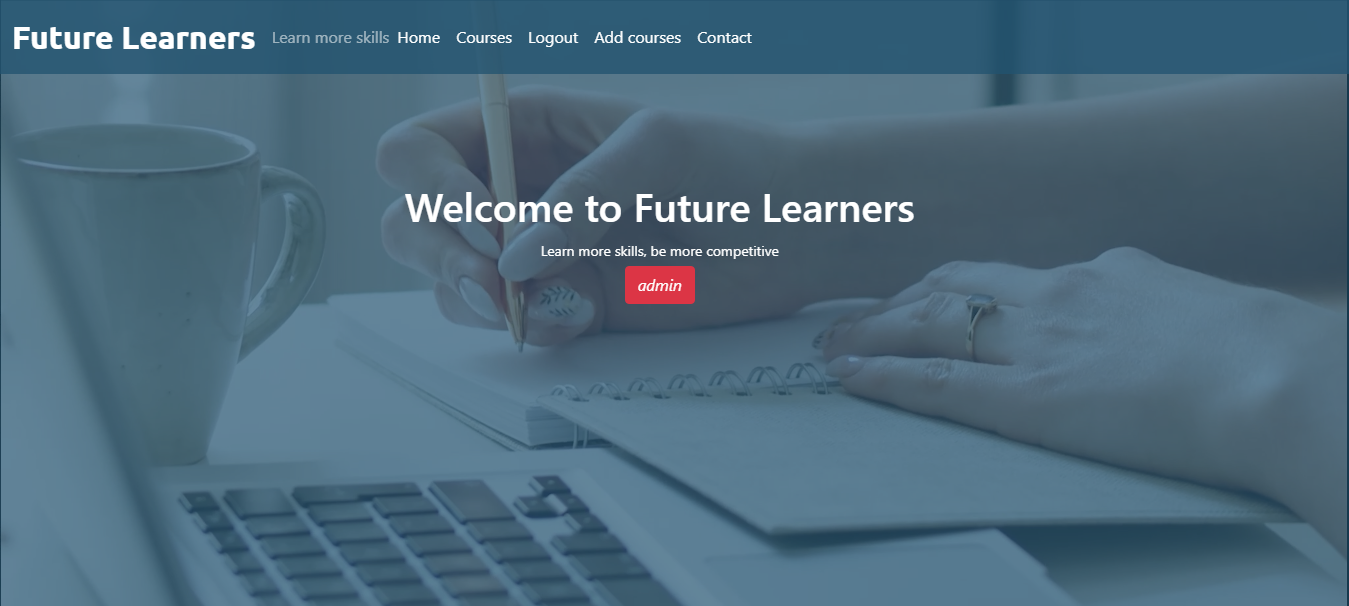 Future Learners Learn more skills Home Courses Logout Add courses Contact
Welcome to Future Learners
Learn more skills, be more competitive
admin